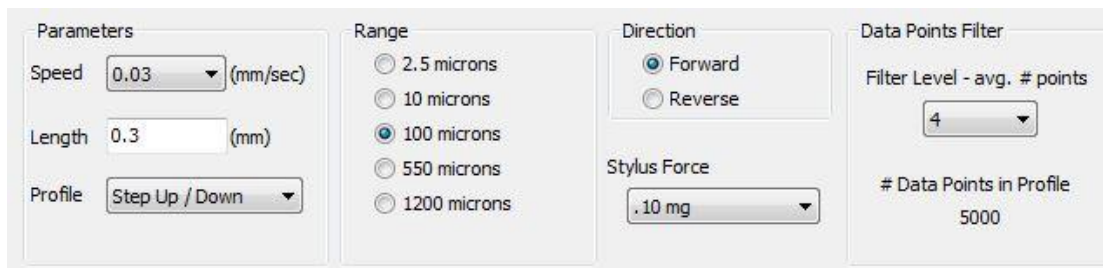 Parameters
Speed 0.03 (mm/sec)
Length 0.3 (mm)
Profile Step Up / Down
Range
2.5 microns
10 microns
100 microns
550 microns
1200 microns
Direction
Forward
Reverse
Stylus Force
.10 mg
Data Points Filter
Filter Level - avg. # points
4
# Data Points in Profile
5000